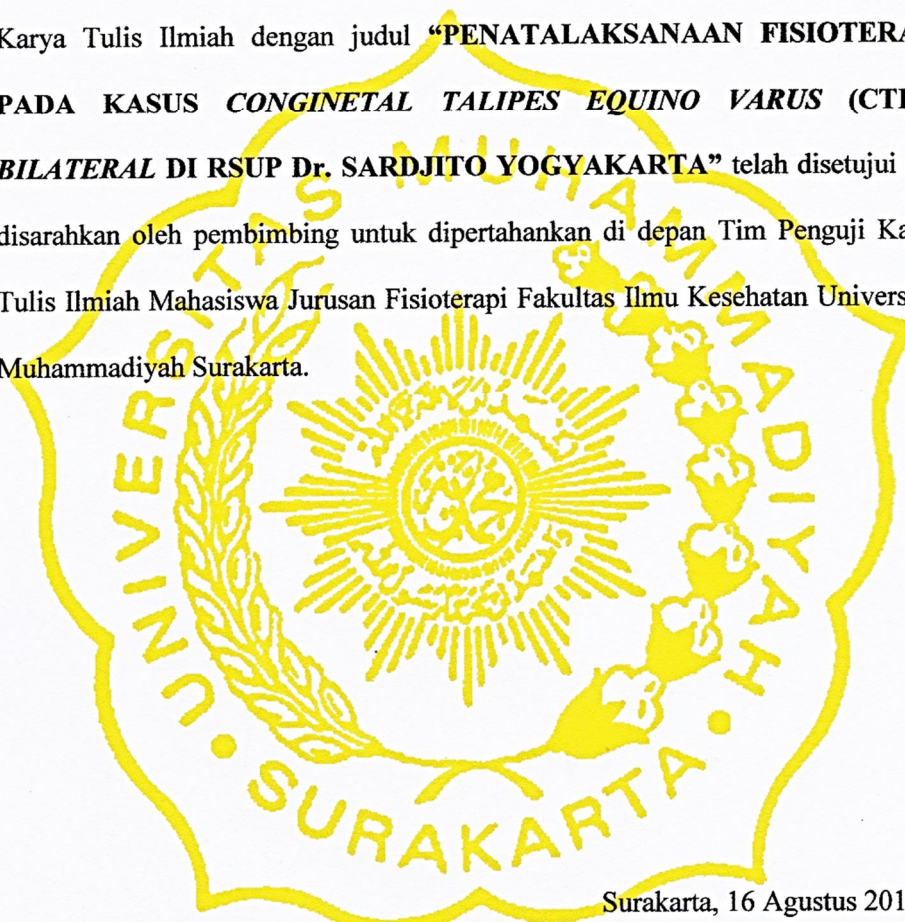 Karya Tulis Ilmiah dengan judul “PENATALAKSANAAN FISIOTERA
PADA KASUS CONGINETAL TALIPES EQUINO VARUS (CTE
BILATERAL DI RSUP Dr. SARDJITO YOGYAKARTA” telah disetujui
disarahkan oleh pembimbing untuk dipertahankan di depan Tim Penguji Ka
Tulis Ilmiah Mahasiswa Jurusan Fisioterapi Fakultas Ilmu Kesehatan Univers
Muhammadiyah Surakarta.
UNIVERSITAS MUHAMMADIYAH
SURAKARTA
Surakarta, 16 Agustus 201